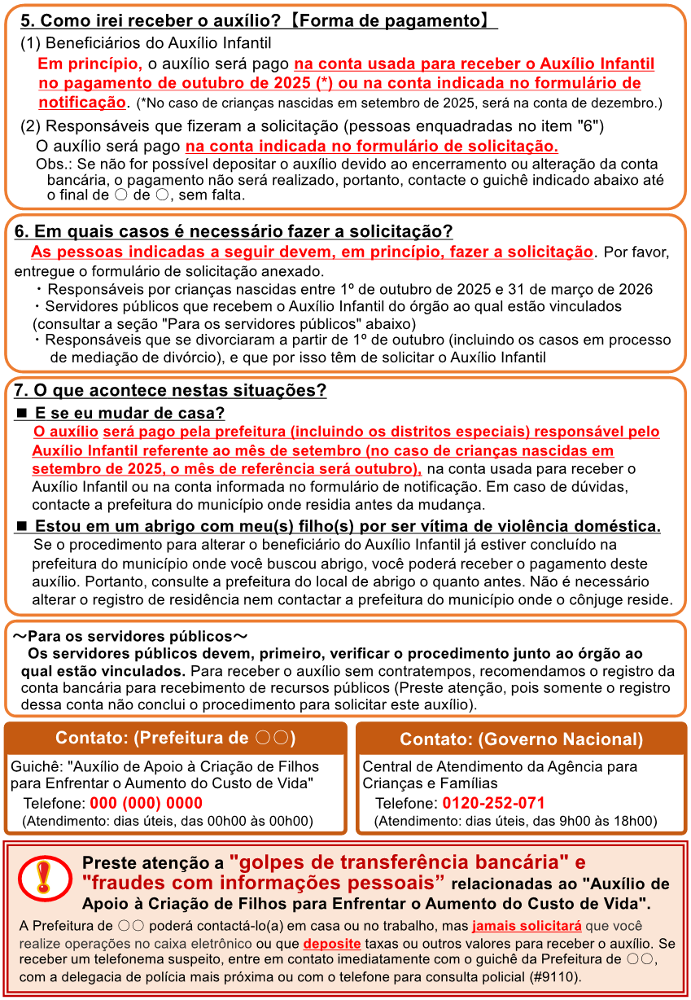 5. Como irei receber o auxílio?【Forma de pagamento】
(1) Beneficiários do Auxílio Infantil
Em princípio, o auxílio será pago na conta usada para receber o Auxílio Infantil
no pagamento de outubro de 2025 (*) ou na conta indicada no formulário de
notificação. (*No caso de crianças nascidas em setembro de 2025, será na conta de dezembro.)
(2) Responsáveis que fizeram a solicitação (pessoas enquadradas no item "6")
O auxílio será pago na conta indicada no formulário de solicitação.
Obs.: Se não for possível depositar o auxílio devido ao encerramento ou alteração da conta
bancária, o pagamento não será realizado, portanto, contacte o guichê indicado abaixo até
o final de 〇 de 〇, sem falta.
6. Em quais casos é necessário fazer a solicitação?
As pessoas indicadas a seguir devem, em princípio, fazer a solicitação. Por favor,
entregue o formulário de solicitação anexado.
・Responsáveis por crianças nascidas entre 1º de outubro de 2025 e 31 de março de 2026
・Servidores públicos que recebem o Auxílio Infantil do órgão ao qual estão vinculados
(consultar a seção "Para os servidores públicos" abaixo)
・Responsáveis que se divorciaram a partir de 1º de outubro (incluindo os casos em processo
de mediação de divórcio), e que por isso têm de solicitar o Auxílio Infantil
7. O que acontece nestas situações?
■ E se eu mudar de casa?
O auxílio será pago pela prefeitura (incluindo os distritos especiais) responsável pelo
Auxílio Infantil referente ao mês de setembro (no caso de crianças nascidas em
setembro de 2025, o mês de referência será outubro), na conta usada para receber o
Auxílio Infantil ou na conta informada no formulário de notificação. Em caso de dúvidas,
contacte a prefeitura do município onde residia antes da mudança.
■ Estou em um abrigo com meu(s) filho(s) por ser vítima de violência doméstica.
Se o procedimento para alterar o beneficiário do Auxílio Infantil já estiver concluído na
prefeitura do município onde você buscou abrigo, você poderá receber o pagamento deste
auxílio. Portanto, consulte a prefeitura do local de abrigo o quanto antes. Não é necessário
alterar o registro de residência nem contactar a prefeitura do município onde o cônjuge reside.
～Para os servidores públicos～
Os servidores públicos devem, primeiro, verificar o procedimento junto ao órgão ao
qual estão vinculados. Para receber o auxílio sem contratempos, recomendamos o registro da
conta bancária para recebimento de recursos públicos (Preste atenção, pois somente o registro
dessa conta não conclui o procedimento para solicitar este auxílio).
Contato: (Prefeitura de 〇〇)
Guichê: "Auxílio de Apoio à Criação de Filhos
para Enfrentar o Aumento do Custo de Vida"
Telefone: 000 (000) 0000
(Atendimento: dias úteis, das 00h00 às 00h00)
Contato: (Governo Nacional)
Central de Atendimento da Agência para
Crianças e Famílias
Telefone: 0120-252-071
(Atendimento: dias úteis, das 9h00 às 18h00)
Preste atenção a "golpes de transferência bancária" e
"fraudes com informações pessoais” relacionadas ao "Auxílio de
Apoio à Criação de Filhos para Enfrentar o Aumento do Custo de Vida".
A Prefeitura de 〇〇 poderá contactá-lo(a) em casa ou no trabalho, mas jamais solicitará que você
realize operações no caixa eletrônico ou que deposite taxas ou outros valores para receber o auxílio. Se
receber um telefonema suspeito, entre em contato imediatamente com o guichê da Prefeitura de 〇〇,
com a delegacia de polícia mais próxima ou com o telefone para consulta policial (#9110).